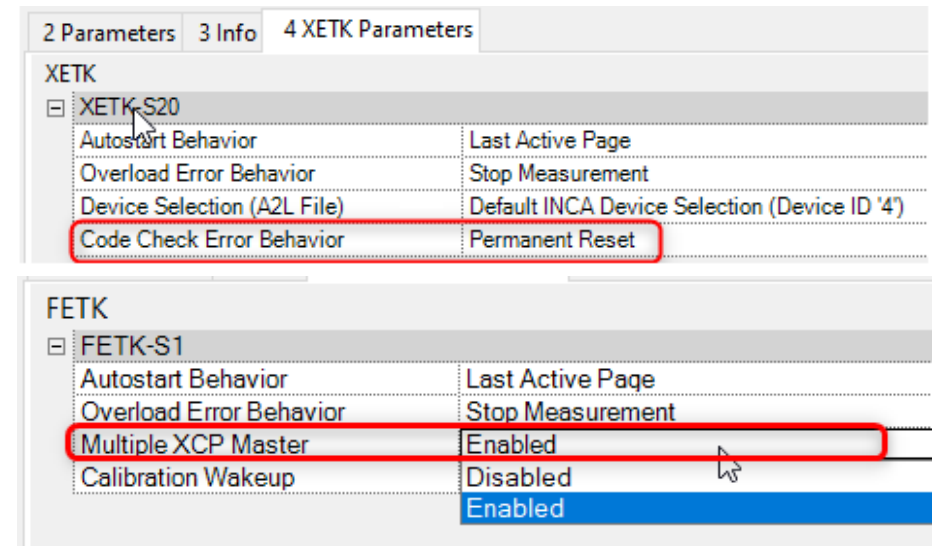 2 Parameters 3 Info 4 XETK Parameters
XETK
XETK-S20
Autostart Behavior Last Active Page
Overload Error Behavior Stop Measurement
Device Selection (A2L File) Default INCA Device Selection (Device ID '4')
Code Check Error Behavior Permanent Reset
FETK
FETK-S1
Autostart Behavior Last Active Page
Overload Error Behavior Stop Measurement
Multiple XCP Master Enabled
Calibration Wakeup Disabled
Enabled